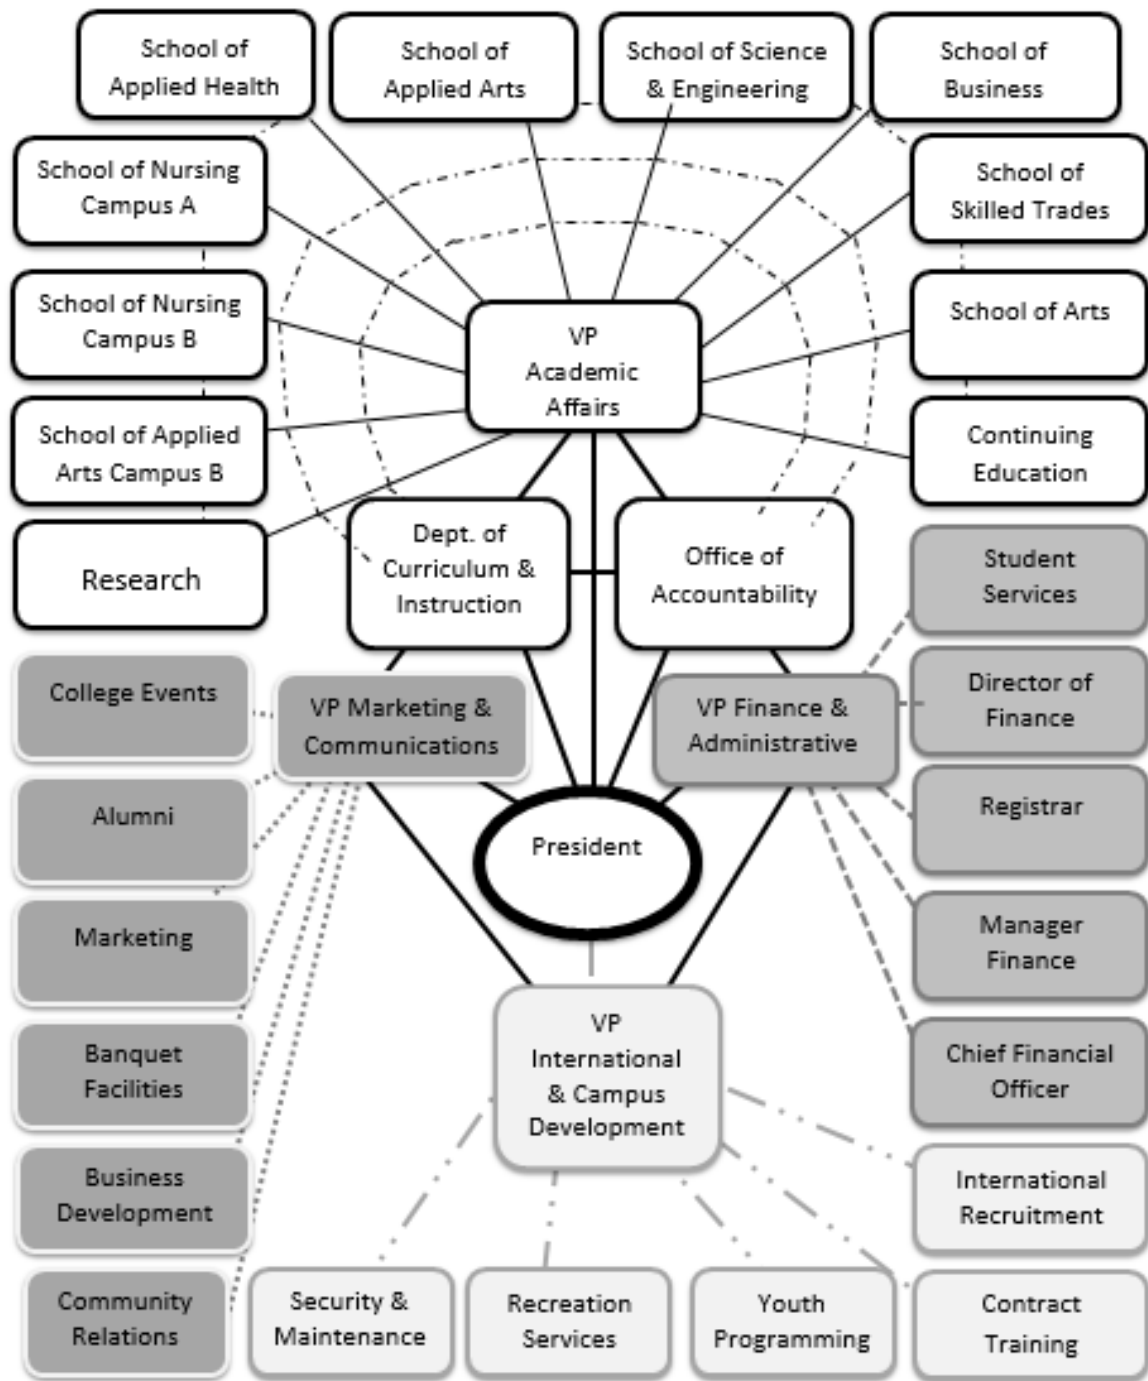 School of
Applied Health
School of
Applied Arts
School of Science
& Engineering
School of
Business
School of Nursing
Campus A
School of
Skilled Trades
School of Nursing
Campus B
VP
Academic
Affairs
School of Arts
School of Applied
Arts Campus B
Continuing
Education
Research
Dept. of
Curriculum &
Instruction
Office of
Accountability
Student
Services
College Events
VP Marketing &
Communications
VP Finance &
Administrative
Director of
Finance
Alumni
President
Registrar
Marketing
Manager
Finance
Banquet
Facilities
VP
International
& Campus
Development
Chief Financial
Officer
Business
Development
International
Recruitment
Community
Relations
Security &
Maintenance
Recreation
Services
Youth
Programming
Contract
Training